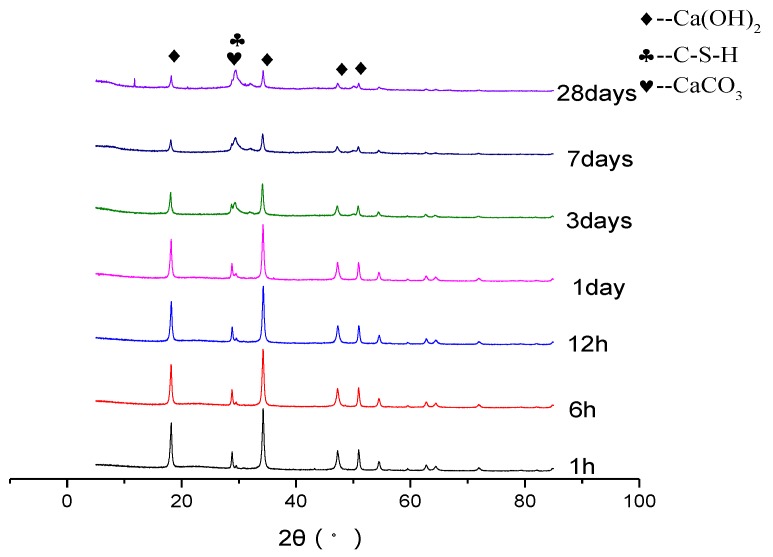 ♦--Ca(OH)₂
♣--C-S-H
♥--CaCO₃
28days
7days
3days
1day
12h
6h
1h
0 20 40 60 80 100
2θ ( ° )